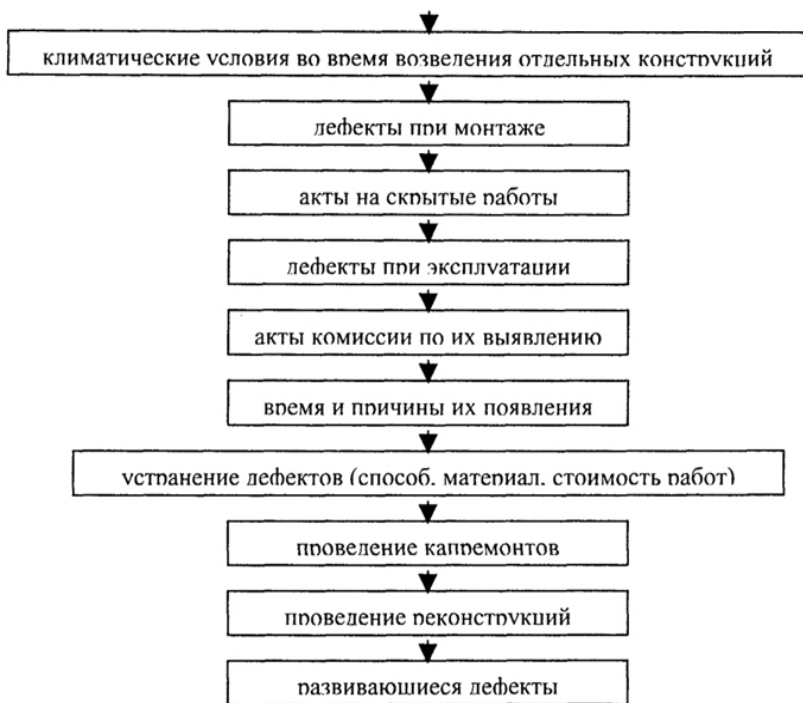 климатические условия во время возведения отдельных конструкций
дефекты при монтаже
акты на скрытые работы
дефекты при эксплуатации
акты комиссии по их выявлению
время и причины их появления
устранение дефектов (способ, материал, стоимость работ)
проведение капремонтов
проведение реконструкций
развивающиеся дефекты